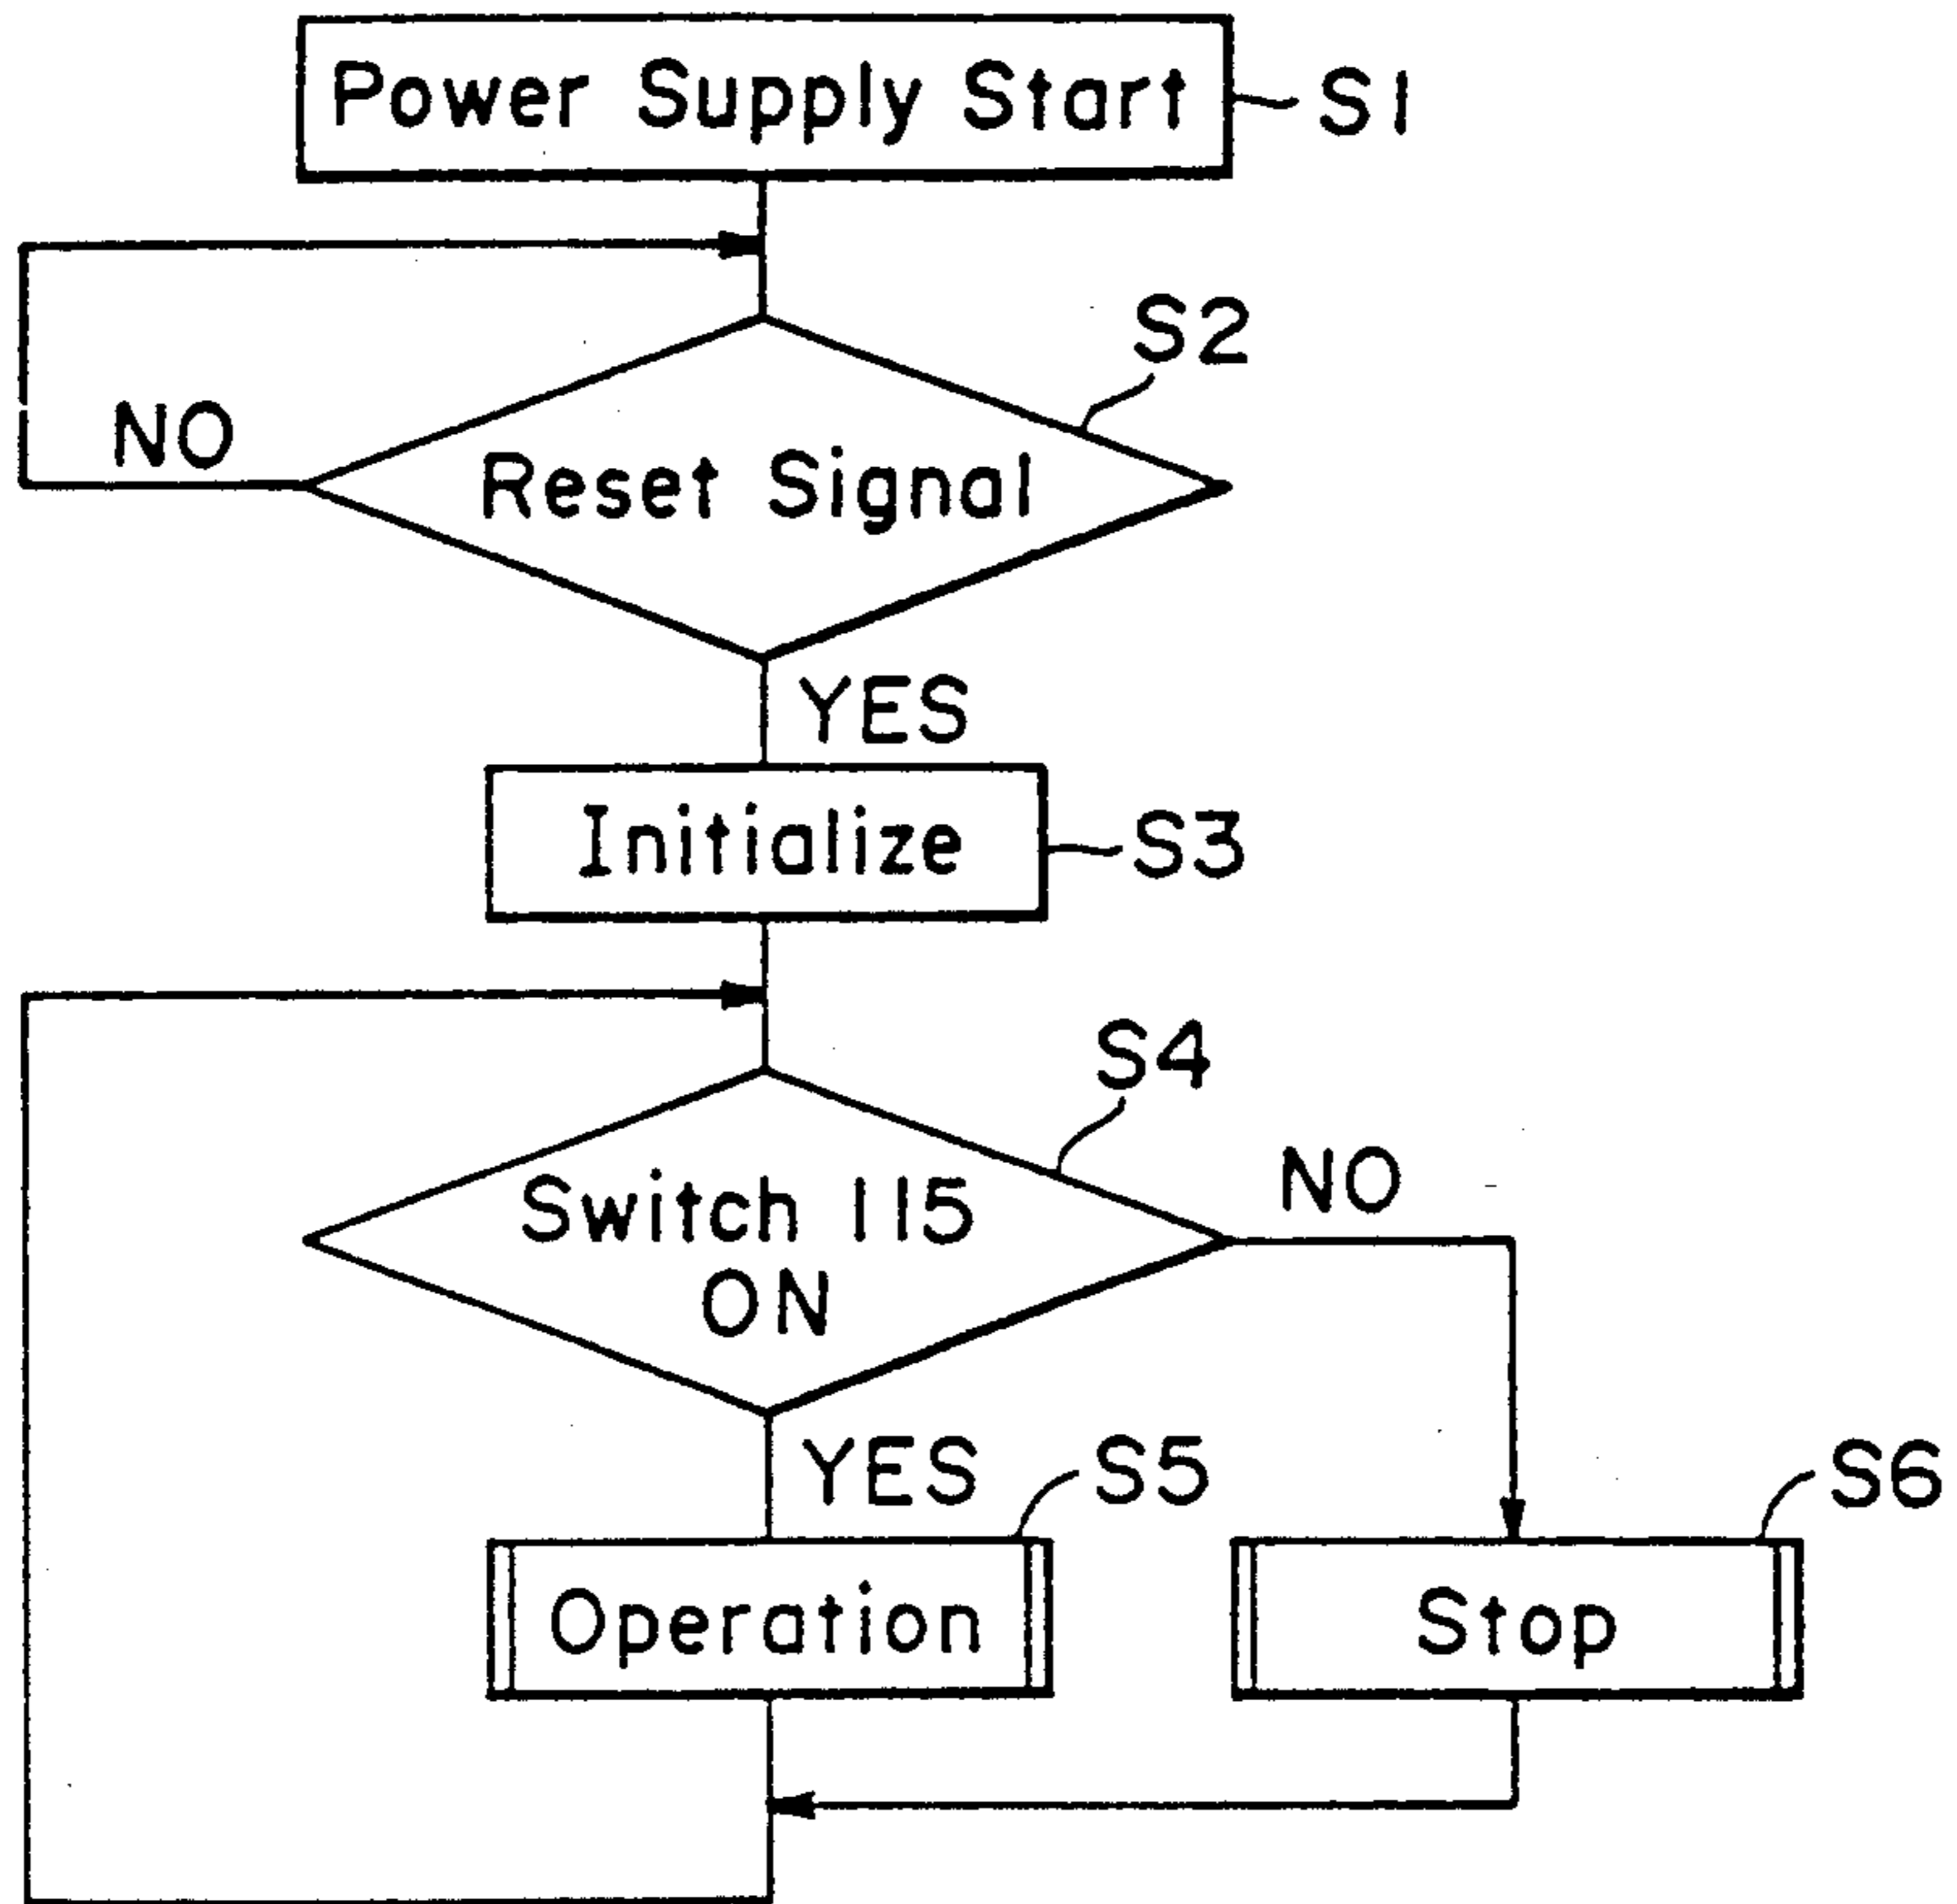 Power Supply Start
S1
S2
NO
Reset Signal
YES
Initialize
S3
S4
Switch 115
ON
NO
YES
S5
S6
Operation
Stop